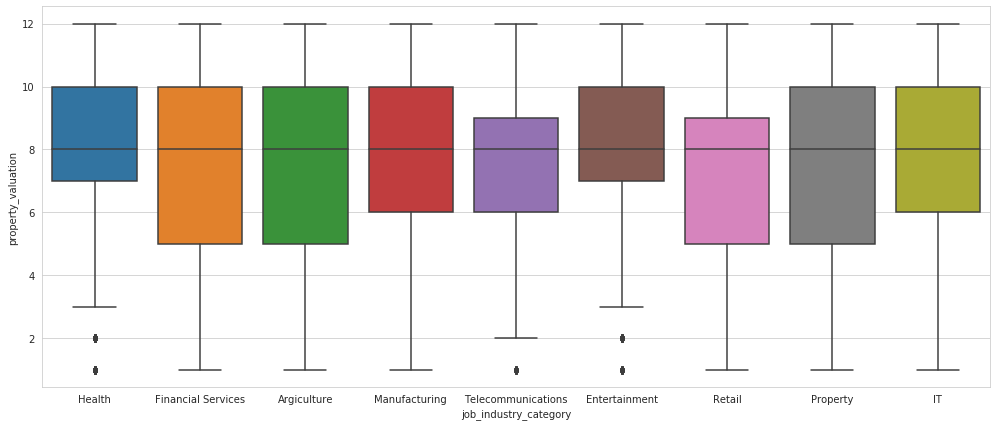 12
10
8
6
4
2
property_valuation
Health Financial Services Argiculture Manufacturing Telecommunications Entertainment Retail Property IT
job_industry_category